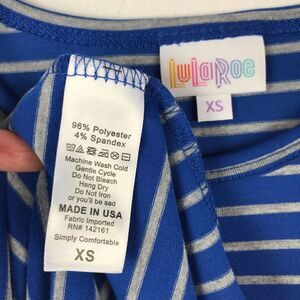 LuLaRoe
XS
96% Polyester
4% Spandex
Machine Wash Cold
Gentle Cycle
Do Not Bleach
Hang Dry
Do Not Iron
or you'll be sad
MADE IN USA
Fabric Imported
RN# 142161
Simply Comfortable
XS